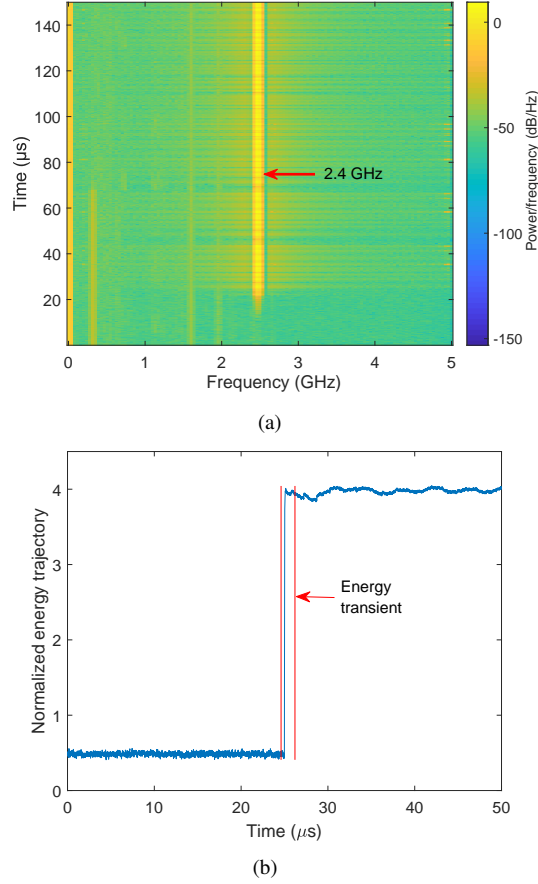 140
120
100
80
60
40
20
Time (µs)
0
1
2
3
4
5
Frequency (GHz)
2.4 GHz
0
-50
-100
-150
Power/frequency (dB/Hz)
(a)
4
3
2
1
0
Normalized energy trajectory
Energy
transient
0
10
20
30
40
50
Time (μs)
(b)